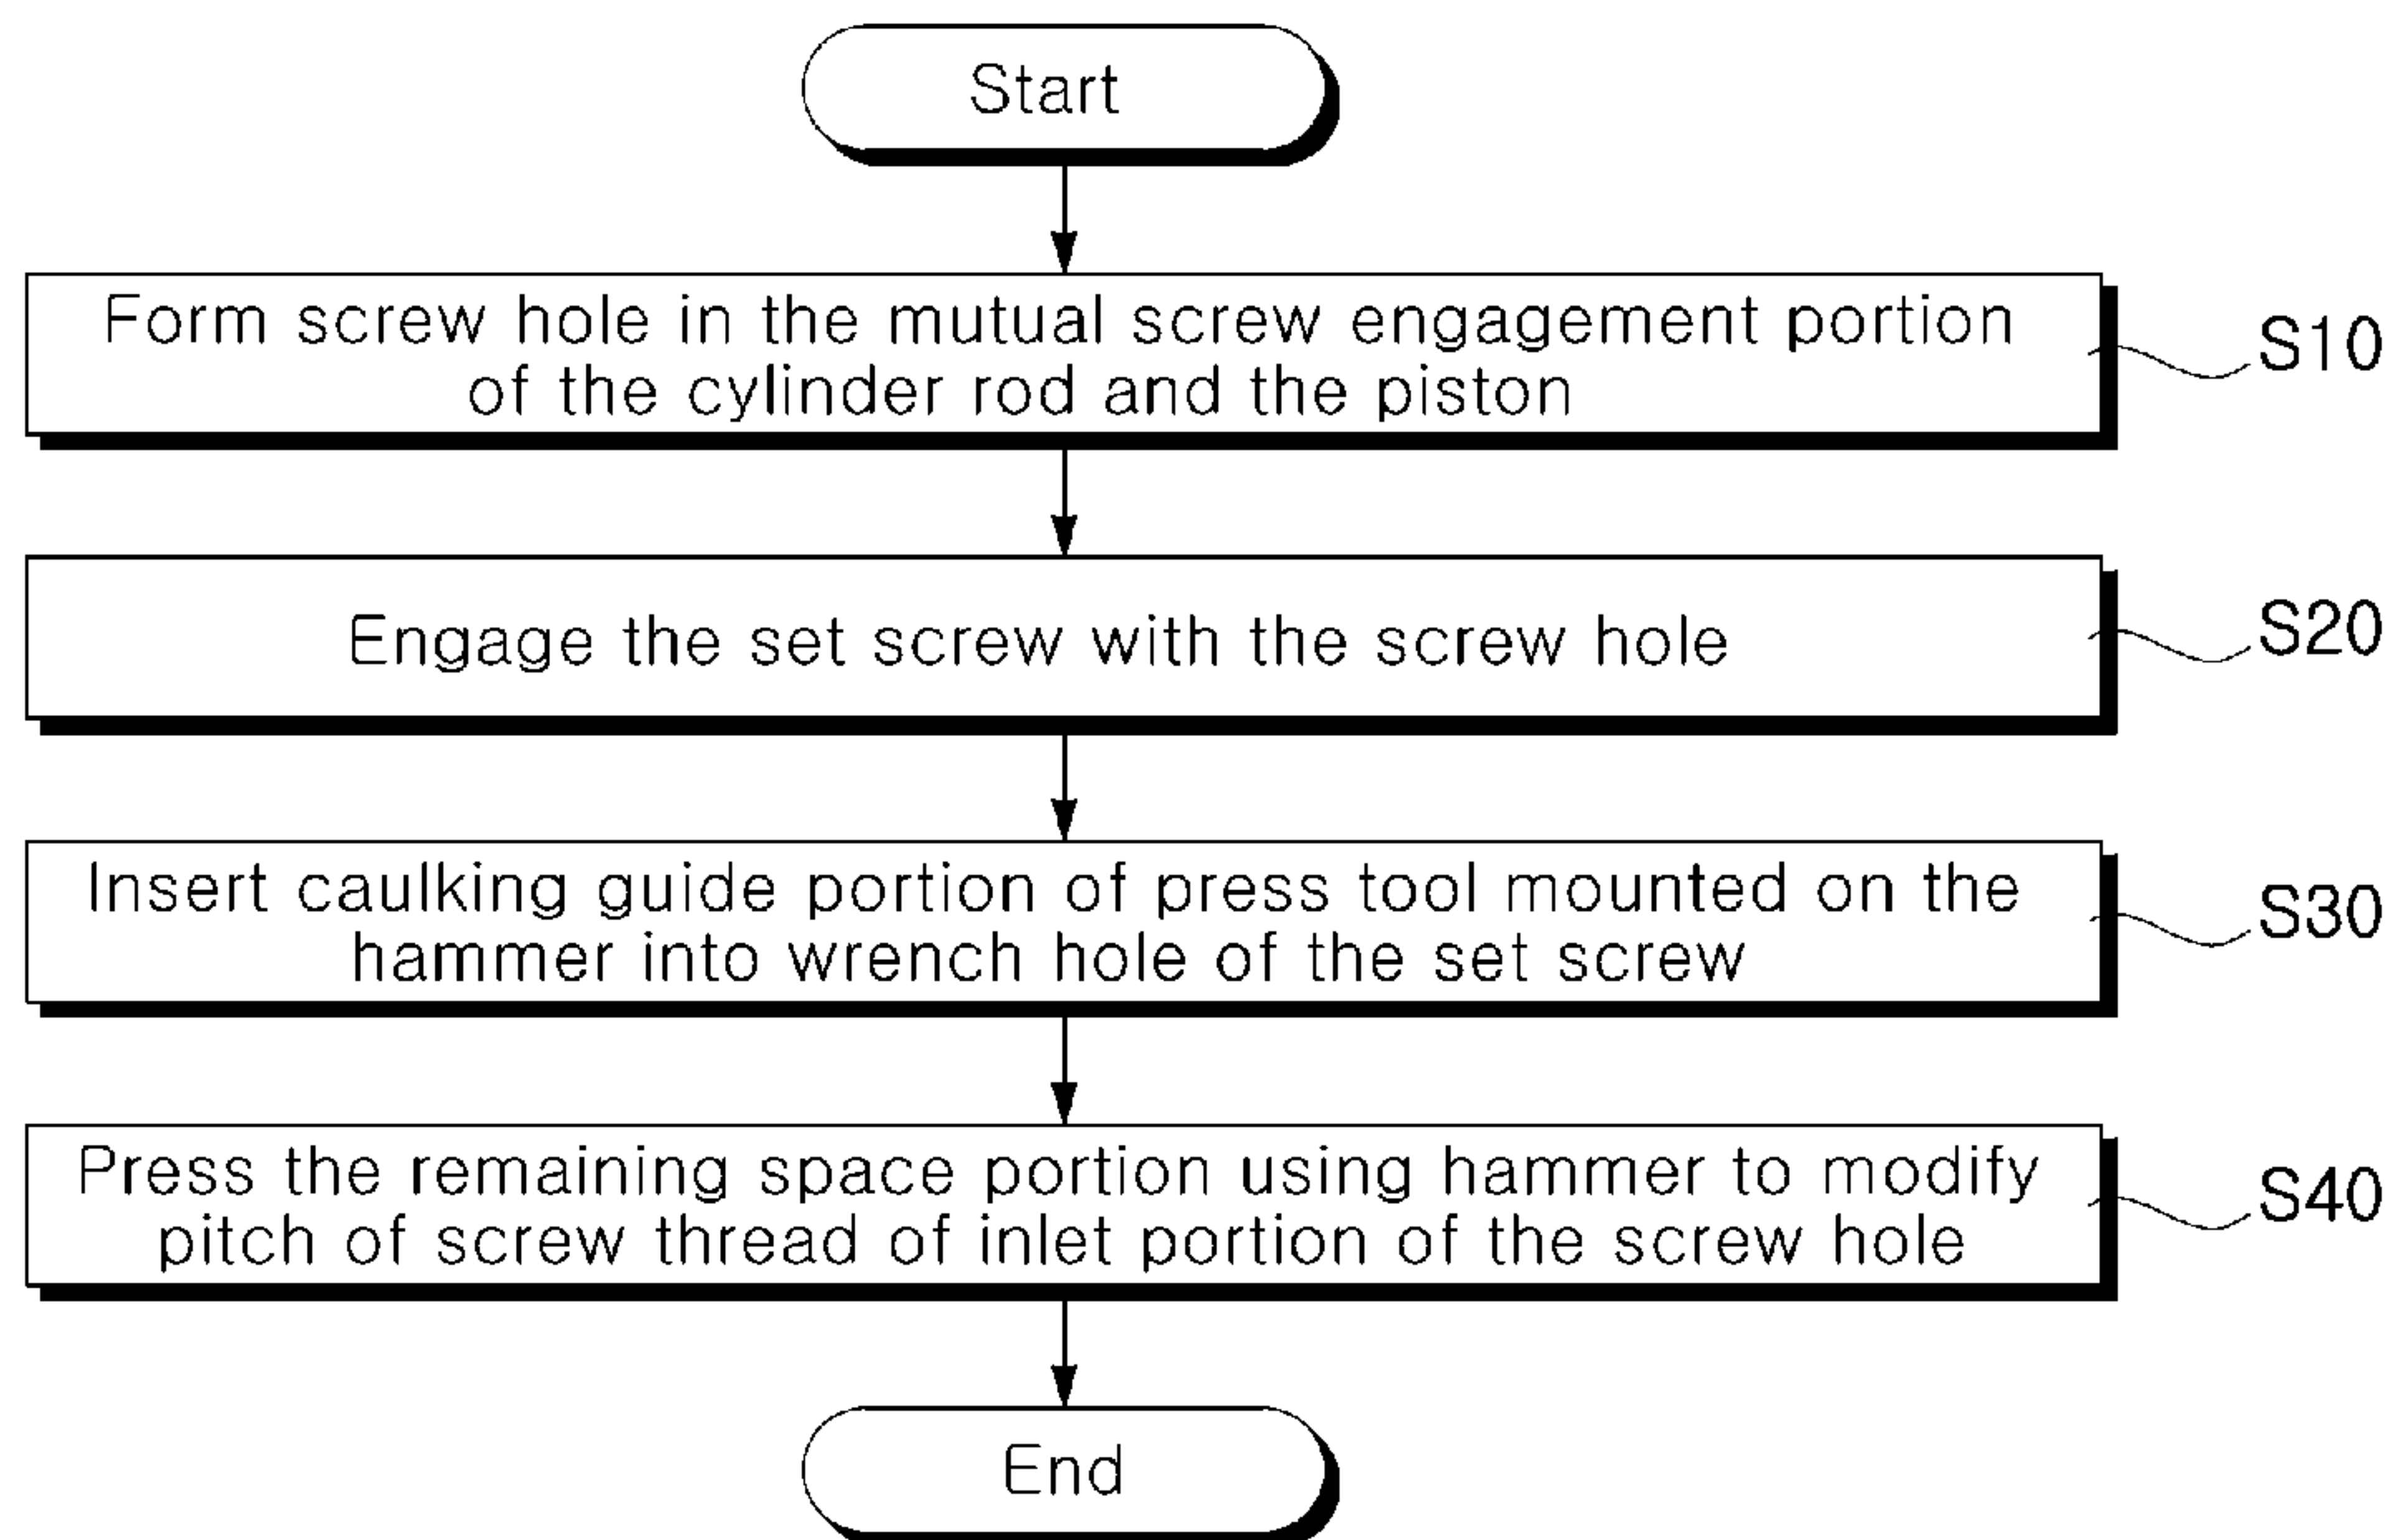 Start
Form screw hole in the mutual screw engagement portion
of the cylinder rod and the piston
S10
Engage the set screw with the screw hole
S20
Insert caulking guide portion of press tool mounted on the
hammer into wrench hole of the set screw
S30
Press the remaining space portion using hammer to modify
pitch of screw thread of inlet portion of the screw hole
S40
End